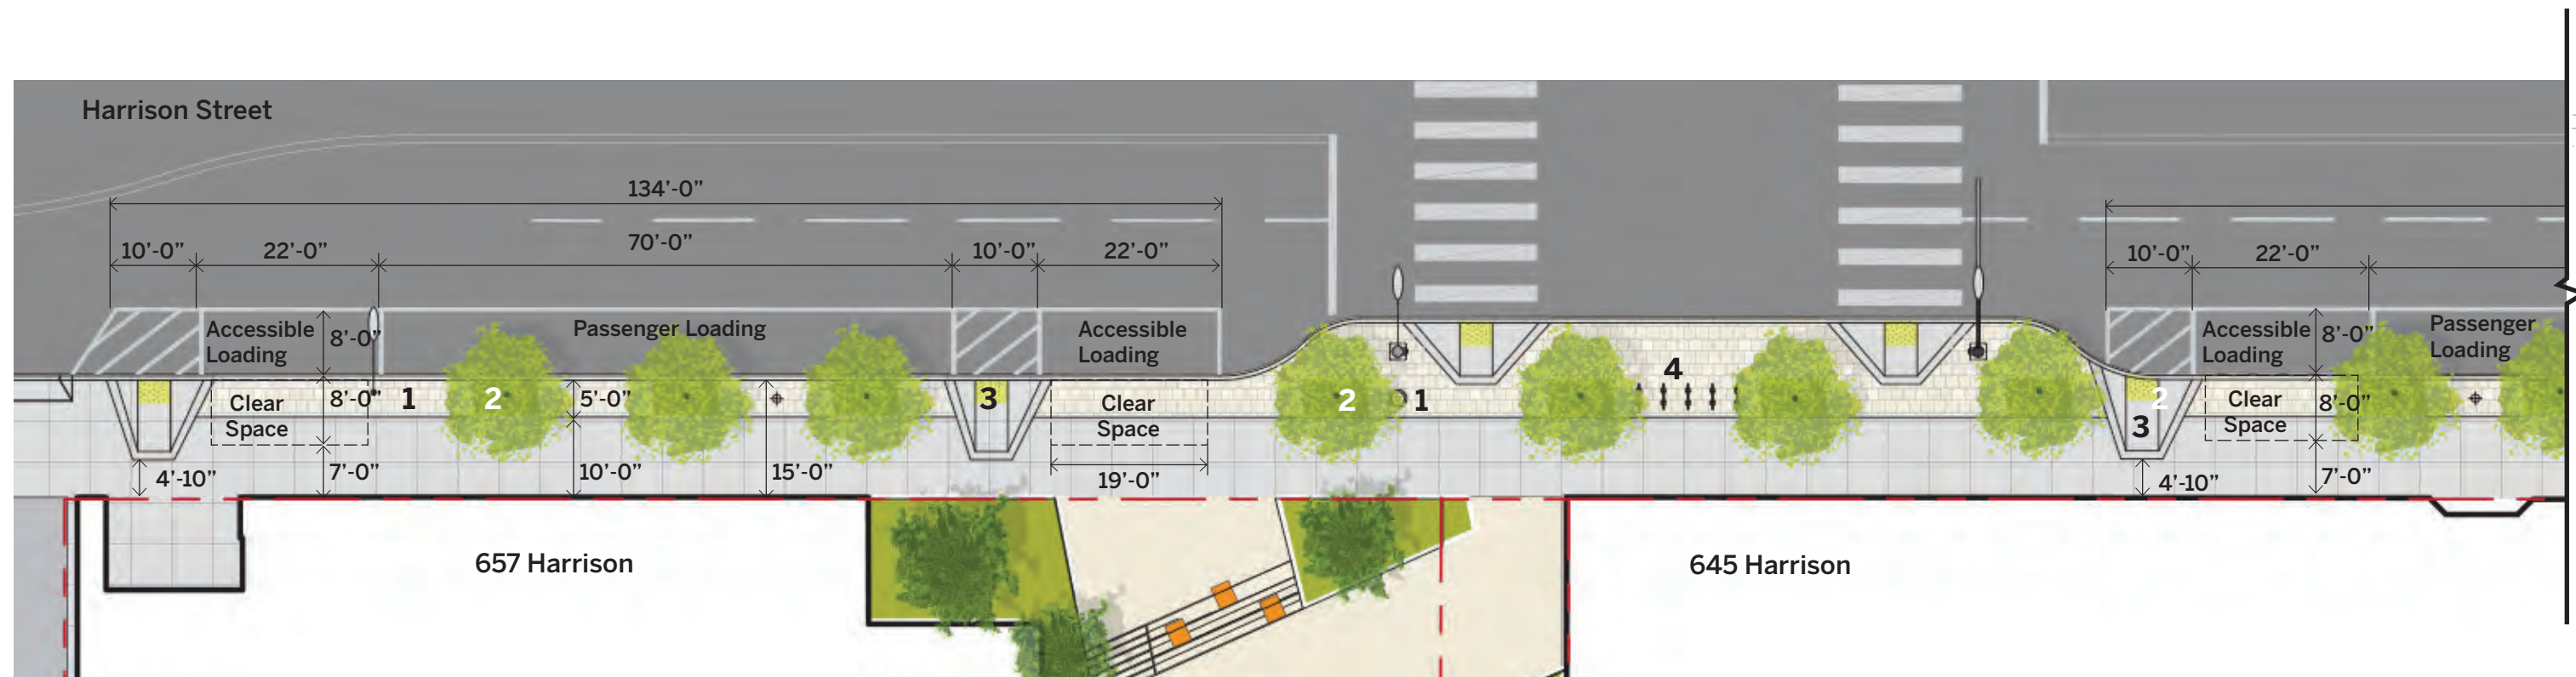 Harrison Street
134’-0”
10’-0”
22’-0”
70’-0”
10’-0”
22’-0”
10’-0”
22’-0”
Accessible
Loading
8’-0”
Passenger Loading
Accessible
Loading
Accessible
Loading
8’-0”
Passenger
Loading
Clear
Space
8’-0”
1
2
5’-0”
3
Clear
Space
2
1
4
2
3
Clear
Space
8’-0”
4’-10”
7’-0”
10’-0”
15’-0”
19’-0”
4’-10”
7’-0”
657 Harrison
645 Harrison